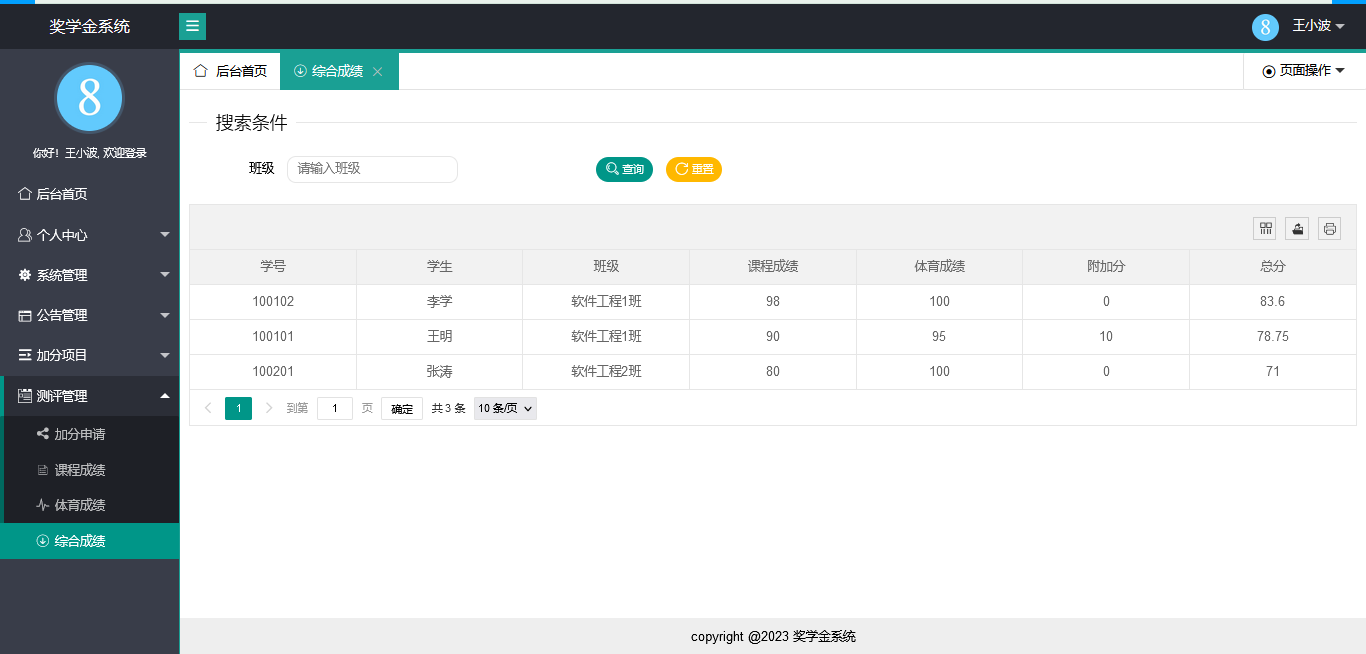 奖学金系统
8 王小波
8
你好！王小波, 欢迎登录
后台首页
个人中心
系统管理
公告管理
加分项目
测评管理
加分申请
课程成绩
体育成绩
综合成绩
后台首页 综合成绩 页面操作
搜索条件
班级 请输入班级 查询 重置
学号 学生 班级 课程成绩 体育成绩 附加分 总分
100102 李学 软件工程1班 98 100 0 83.6
100101 王明 软件工程1班 90 95 10 78.75
100201 张涛 软件工程2班 80 100 0 71
1 到第 1 页 确定 共 3 条 10 条/页
copyright @2023 奖学金系统